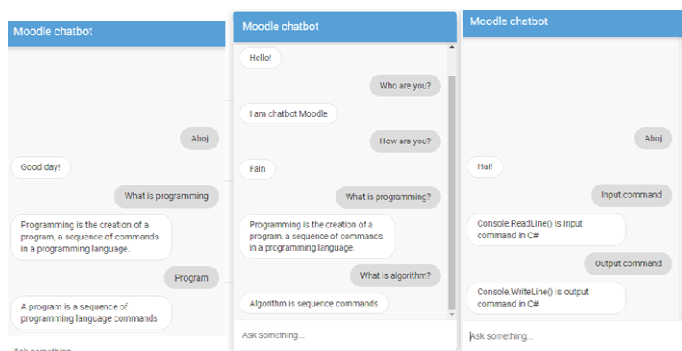 Moodle chatbot
Ahoj
Good day!
What is programming
Programming is the creation of a
program, a sequence of commands
in a programming language.
Program
A program is a sequence of
programming language commands
Ask something...
Moodle chatbot
Hello!
Who are you?
I am chatbot Moodle
How are you?
Fain
What is programming?
Programming is the creation of a
program, a sequence of commands
in a programming language.
What is algorithm?
Algorithm is sequence commands
Ask something...
Moodle chatbot
Ahoj
Input command
Console.ReadLine() is input
command in C#
Output command
Console.WriteLine() is output
command in C#
Ask something...